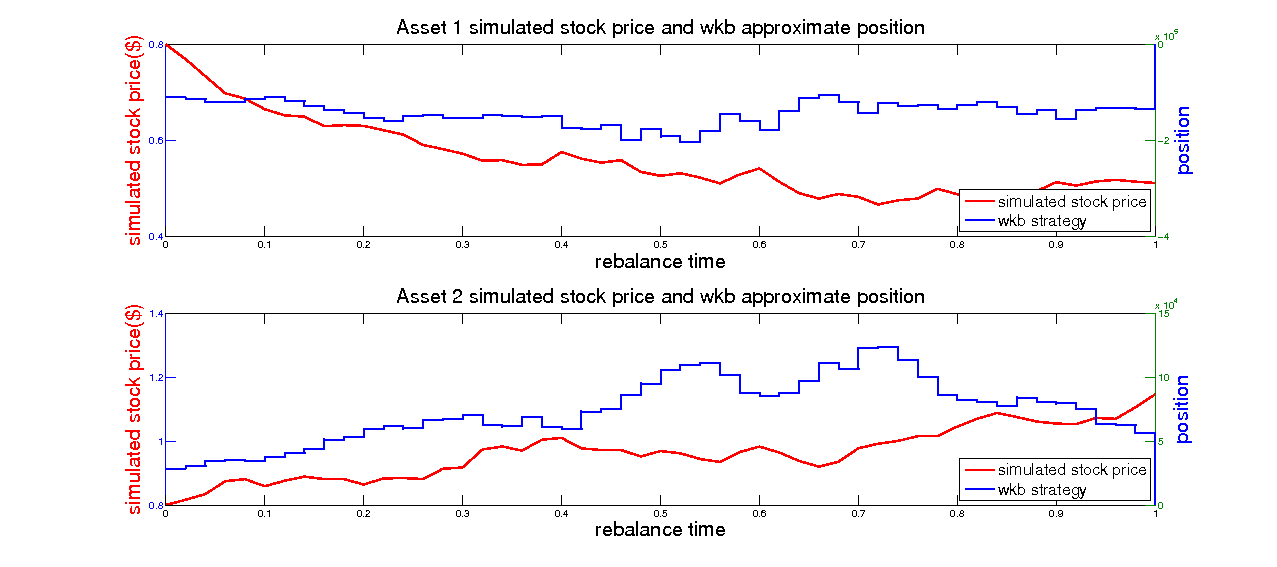 Asset 1 simulated stock price and wkb approximate position
x 10^5
simulated stock price($)
0.8
0.6
0.4
0
-2
-4
position
simulated stock price
wkb strategy
0 0.1 0.2 0.3 0.4 0.5 0.6 0.7 0.8 0.9 1
rebalance time
Asset 2 simulated stock price and wkb approximate position
x 10^4
simulated stock price($)
1.4
1.2
1
0.8
15
10
5
0
position
simulated stock price
wkb strategy
0 0.1 0.2 0.3 0.4 0.5 0.6 0.7 0.8 0.9 1
rebalance time